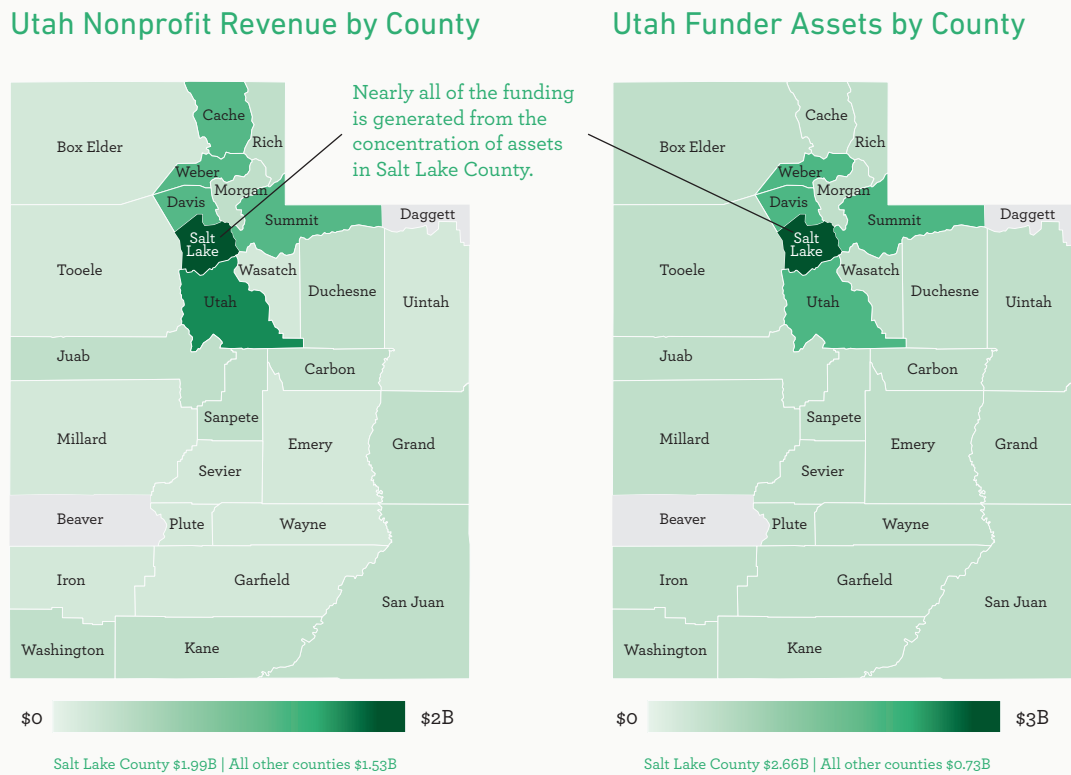 Utah Nonprofit Revenue by County
Nearly all of the funding
is generated from the
concentration of assets
in Salt Lake County.
Cache
Rich
Box Elder
Weber
Morgan
Davis
Summit
Daggett
Salt
Lake
Tooele
Wasatch
Duchesne
Uintah
Utah
Juab
Carbon
Sanpete
Millard
Emery
Grand
Sevier
Beaver
Plute
Wayne
Iron
Garfield
San Juan
Washington
Kane
$0
$2B
Salt Lake County $1.99B | All other counties $1.53B
Utah Funder Assets by County
Cache
Rich
Box Elder
Weber
Morgan
Davis
Summit
Daggett
Salt
Lake
Tooele
Wasatch
Duchesne
Uintah
Utah
Juab
Carbon
Sanpete
Millard
Emery
Grand
Sevier
Beaver
Plute
Wayne
Iron
Garfield
San Juan
Washington
Kane
$0
$3B
Salt Lake County $2.66B | All other counties $0.73B